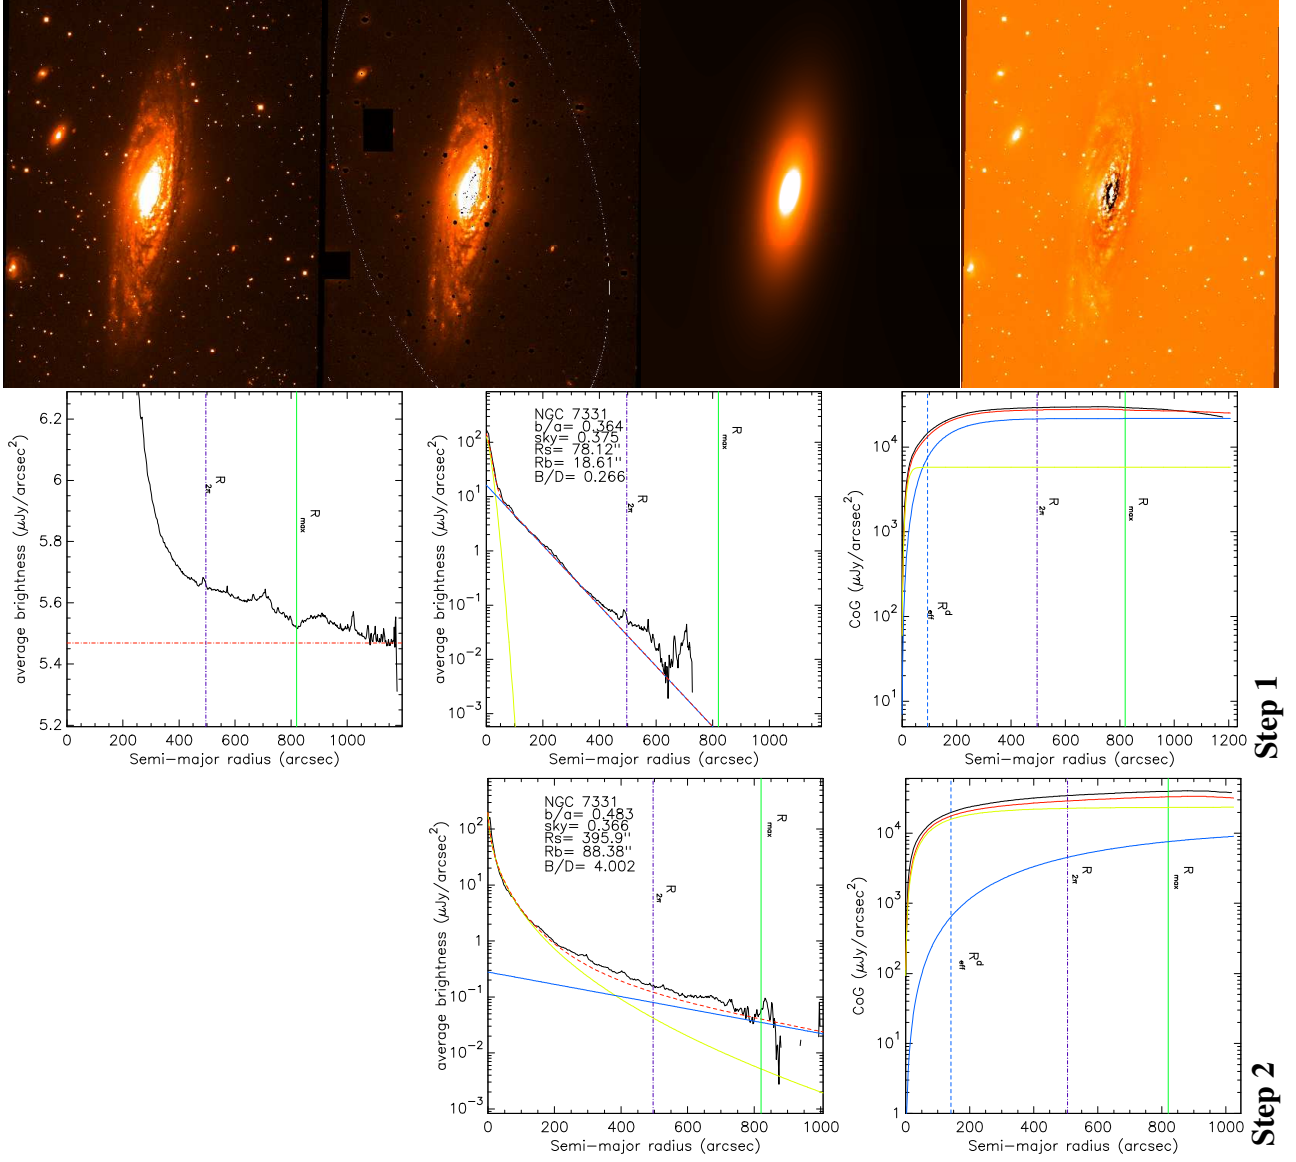 6.2
6
5.8
5.6
5.4
5.2
average brightness (μJy/arcsec²)
R2π
Rmax
0 200 400 600 800 1000
Semi-major radius (arcsec)
10²
10¹
1
10⁻¹
10⁻²
10⁻³
average brightness (μJy/arcsec²)
NGC 7331
b/a= 0.364
sky= 0.375
Rs= 78.12"
Rb= 18.61"
B/D= 0.266
R2π
Rmax
0 200 400 600 800 1000
Semi-major radius (arcsec)
10⁴
10³
10²
10¹
CoG (μJy/arcsec²)
Rdeff
R2π
Rmax
0 200 400 600 800 1000 1200
Semi-major radius (arcsec)
Step 1
10²
10¹
1
10⁻¹
10⁻²
10⁻³
average brightness (μJy/arcsec²)
NGC 7331
b/a= 0.483
sky= 0.366
Rs= 395.9"
Rb= 88.38"
B/D= 4.002
R2π
Rmax
0 200 400 600 800 1000
Semi-major radius (arcsec)
10⁴
10³
10²
10¹
1
CoG (μJy/arcsec²)
Rdeff
R2π
Rmax
0 200 400 600 800 1000
Semi-major radius (arcsec)
Step 2